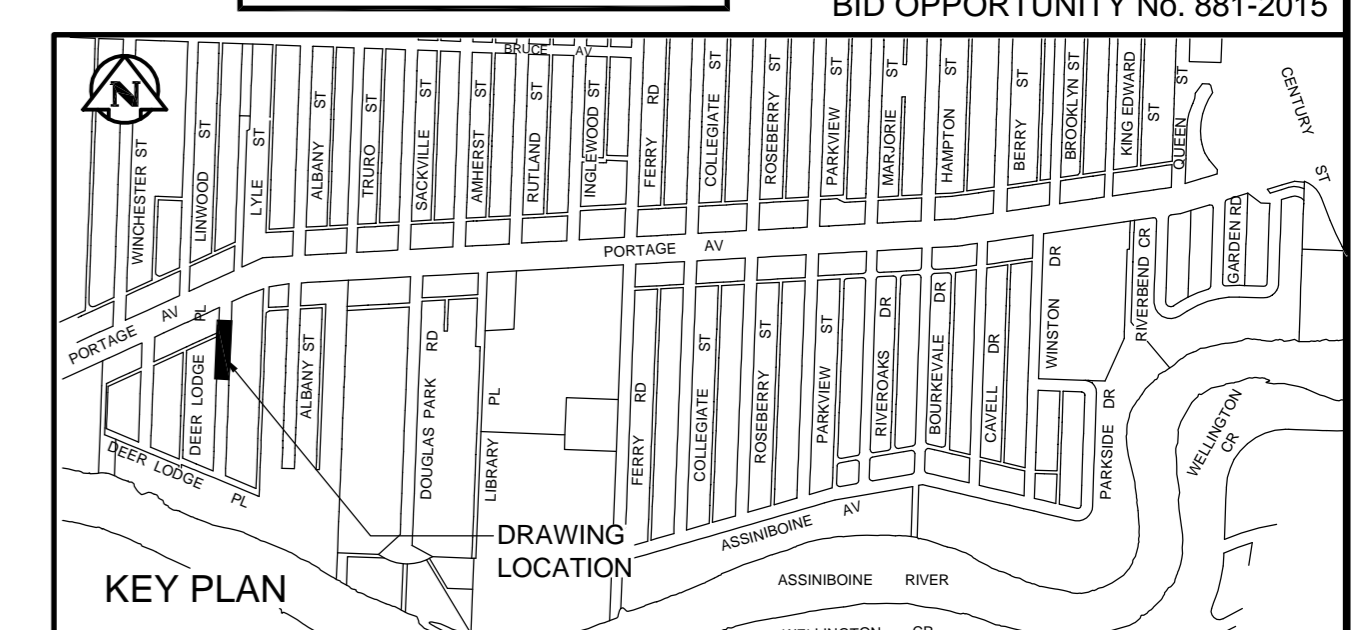 BID OPPORTUNITY No. 881-2015
N
BRUCE AV
WINCHESTER ST
LINWOOD ST
LYLE ST
ALBANY ST
TRURO ST
SACKVILLE ST
AMHERST ST
RUTLAND ST
INGLEWOOD ST
FERRY RD
COLLEGIATE ST
ROSEBERRY ST
PARKVIEW ST
MARJORIE ST
HAMPTON ST
BERRY ST
BROOKLYN ST
KING EDWARD ST
QUEEN ST
CENTURY ST
PORTAGE AV
PORTAGE AV
DEER LODGE PL
ALBANY ST
DOUGLAS PARK RD
LIBRARY PL
FERRY RD
COLLEGIATE ST
ROSEBERRY ST
PARKVIEW ST
RIVEROAKS DR
BOURKEVALE DR
CAVELL DR
WINSTON DR
RIVERBEND CR
GARDEN RD
PARKSIDE DR
WELLINGTON CR
DEER LODGE PL
ASSINIBOINE AV
DRAWING
LOCATION
ASSINIBOINE RIVER
KEY PLAN
WELLINGTON CR